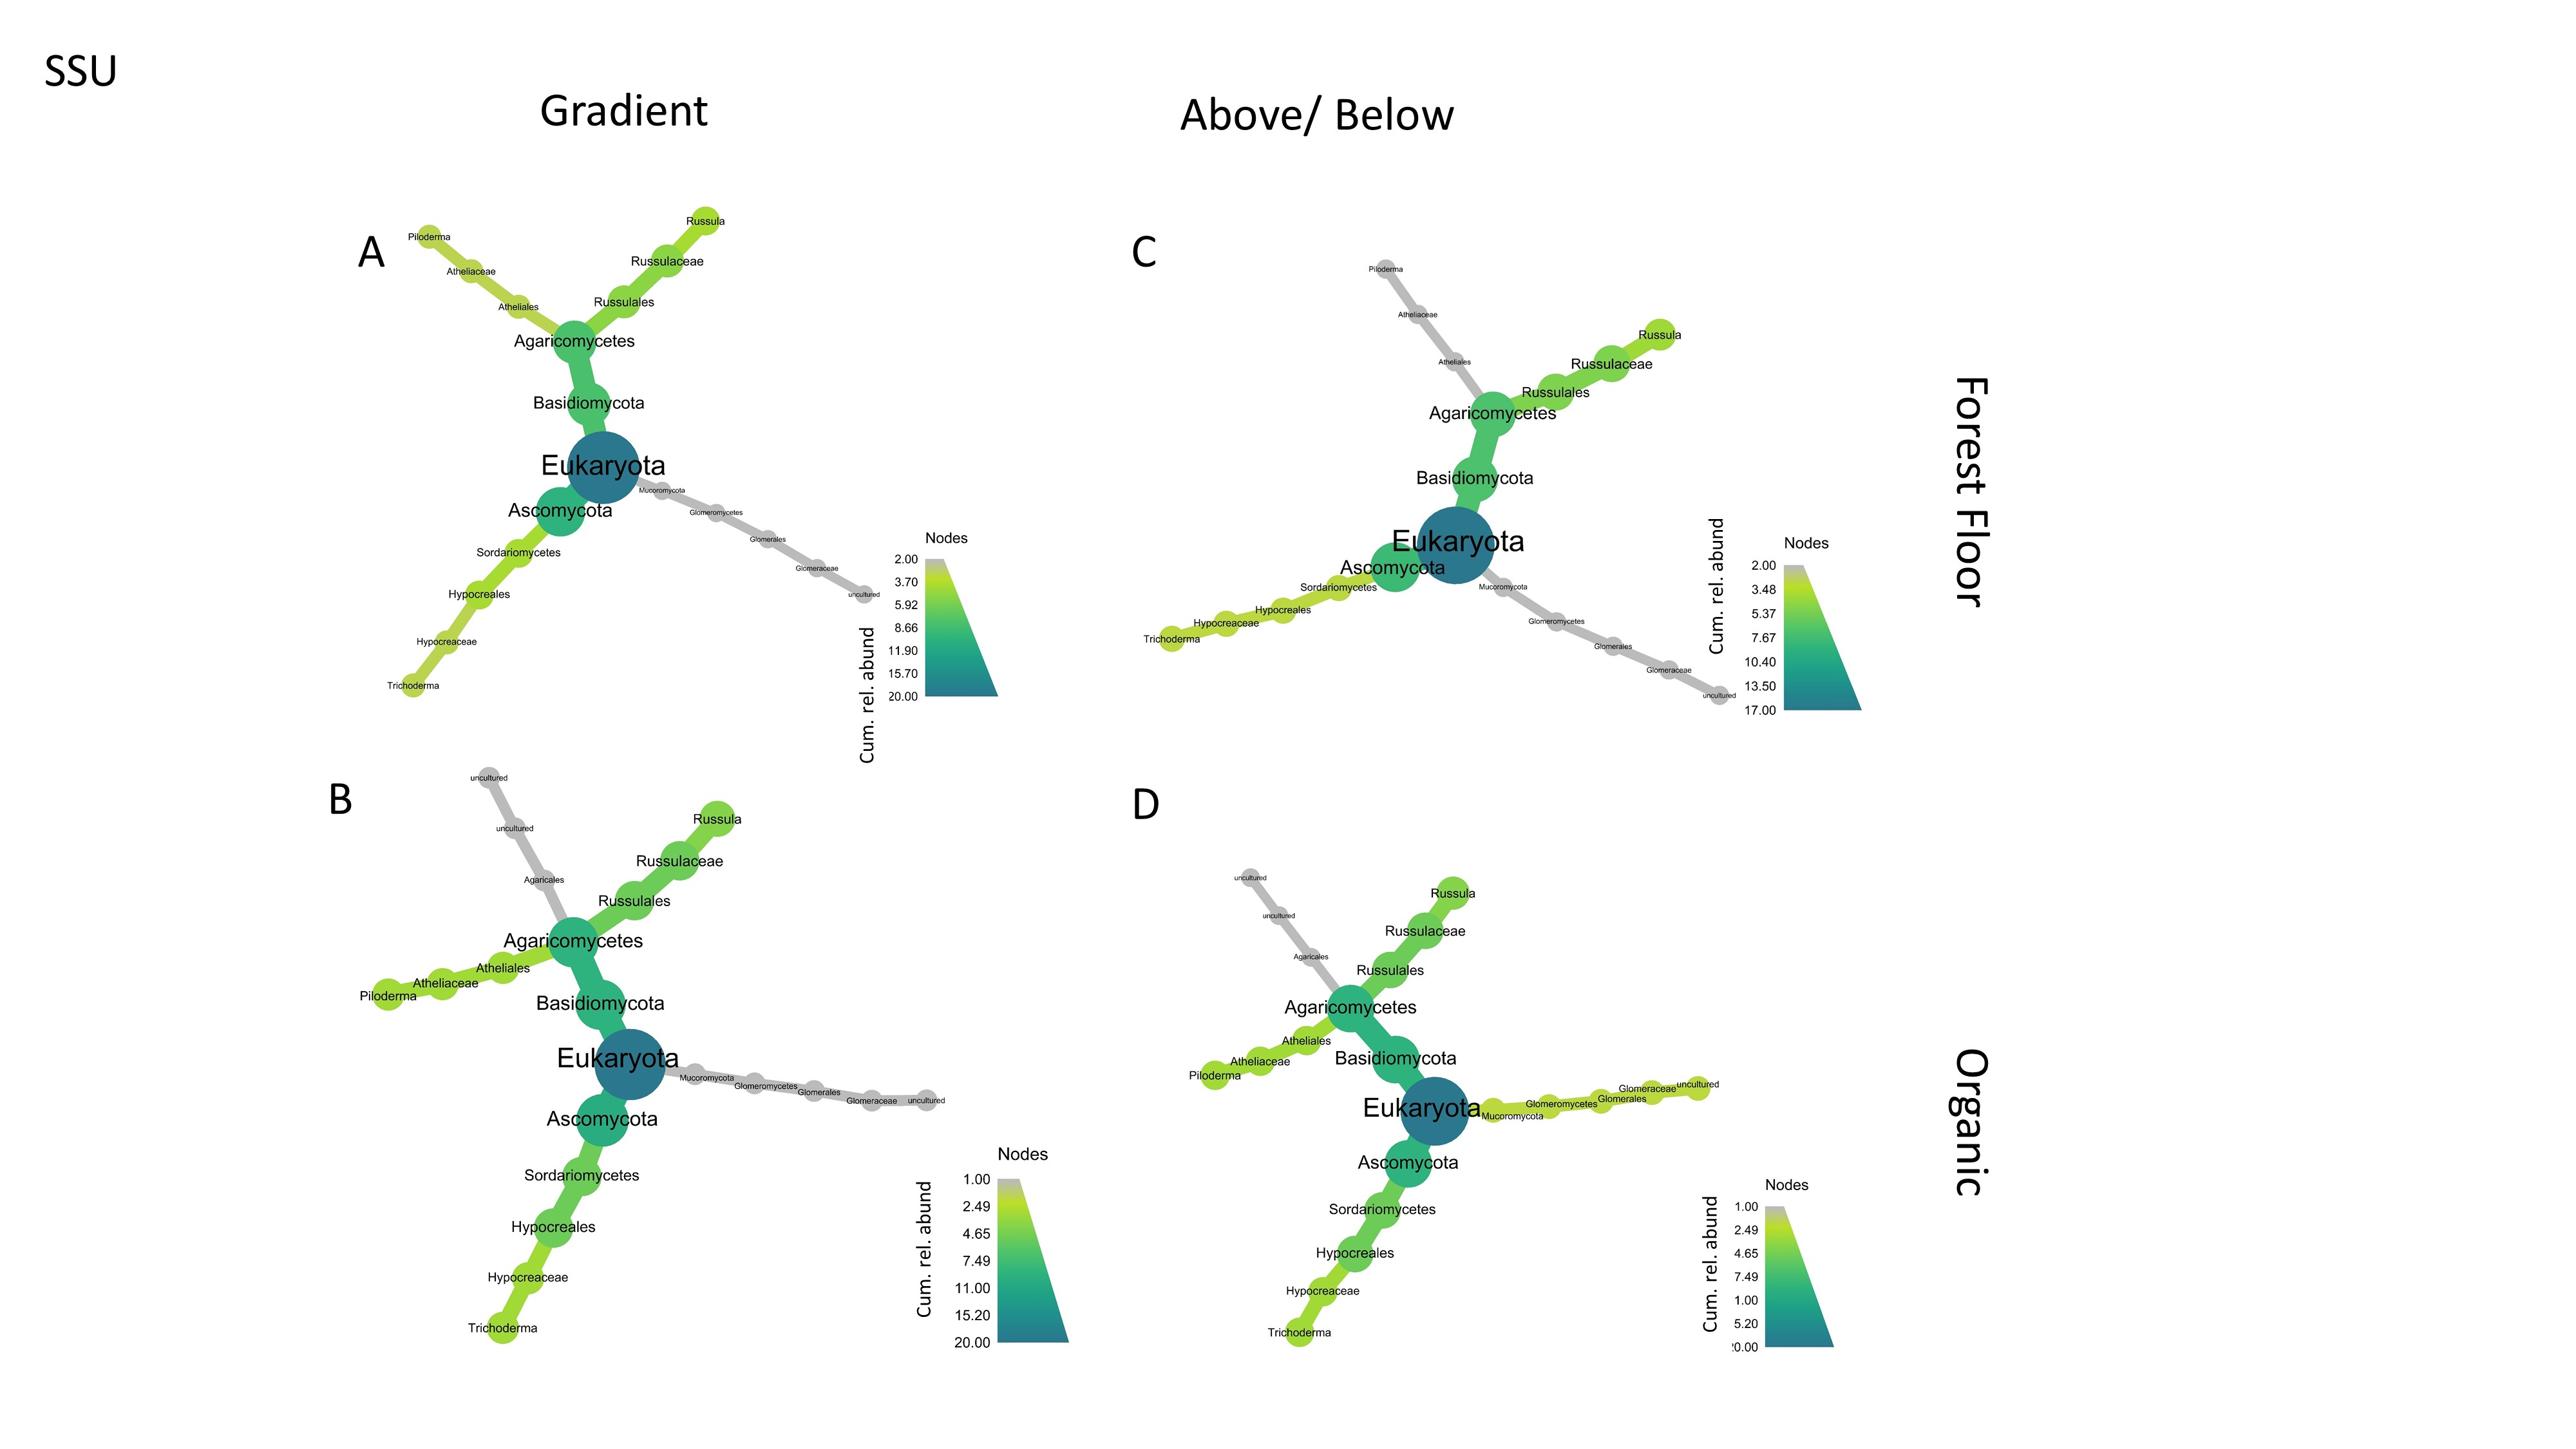 SSU
Gradient
Above/ Below
A
Piloderma
Atheliaceae
Atheliales
Russula
Russulaceae
Russulales
Agaricomycetes
Basidiomycota
Eukaryota
Ascomycota
Sordariomycetes
Hypocreales
Hypocreaceae
Trichoderma
Mucoromycota
Glomeromycetes
Glomerales
Glomeraceae
uncultured
Nodes
2.00
3.70
5.92
8.66
11.90
15.70
20.00
Cum. rel. abund
C
Piloderma
Atheliaceae
Atheliales
Russula
Russulaceae
Russulales
Agaricomycetes
Basidiomycota
Eukaryota
Ascomycota
Sordariomycetes
Hypocreales
Hypocreaceae
Trichoderma
Mucoromycota
Glomeromycetes
Glomerales
Glomeraceae
uncultured
Cum. rel. abund
Nodes
2.00
3.48
5.37
7.67
10.40
13.50
17.00
Forest Floor
B
uncultured
uncultured
Agaricales
Russula
Russulaceae
Russulales
Agaricomycetes
Atheliales
Atheliaceae
Piloderma
Basidiomycota
Eukaryota
Mucoromycota
Glomeromycetes
Glomerales
Glomeraceae
uncultured
Ascomycota
Sordariomycetes
Hypocreales
Hypocreaceae
Trichoderma
Cum. rel. abund
Nodes
1.00
2.49
4.65
7.49
11.00
15.20
20.00
D
uncultured
uncultured
Agaricales
Russula
Russulaceae
Russulales
Agaricomycetes
Atheliales
Atheliaceae
Piloderma
Basidiomycota
Eukaryota
Mucoromycota
Glomeromycetes
Glomerales
Glomeraceae
uncultured
Ascomycota
Sordariomycetes
Hypocreales
Hypocreaceae
Trichoderma
Cum. rel. abund
Nodes
1.00
2.49
4.65
7.49
1.00
5.20
20.00
Organic